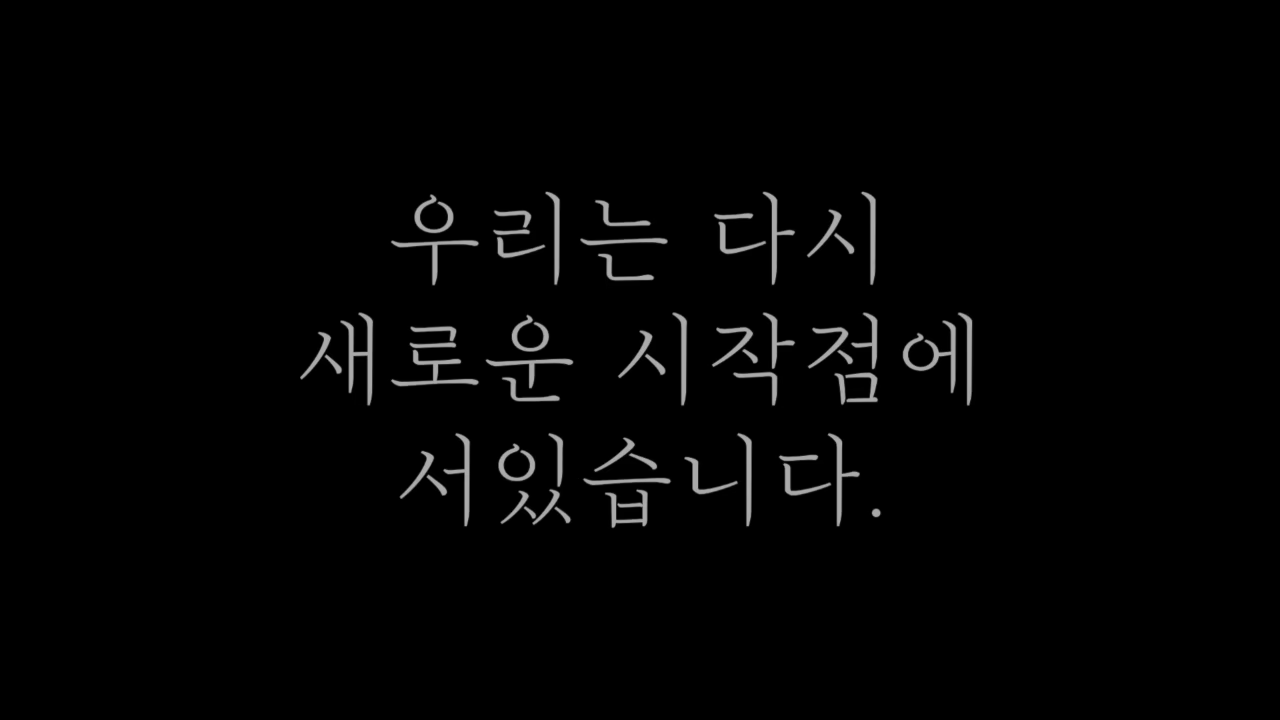 우리는 다시
새로운 시작점에
서있습니다.